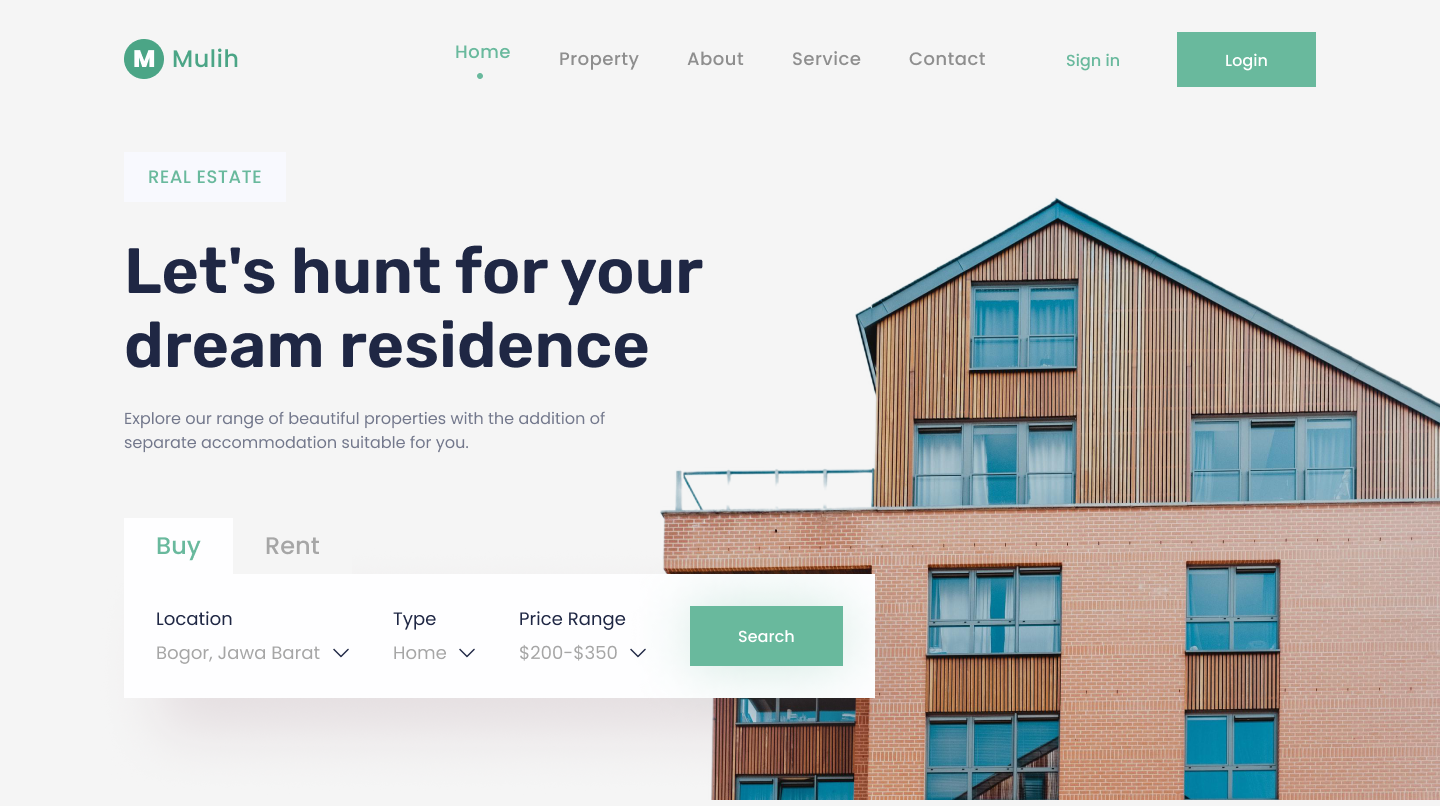 M Mulih
Home Property About Service Contact Sign in Login
REAL ESTATE
Let's hunt for your
dream residence
Explore our range of beautiful properties with the addition of
separate accommodation suitable for you.
Buy Rent
Location Type Price Range
Bogor, Jawa Barat Home $200-$350
Search